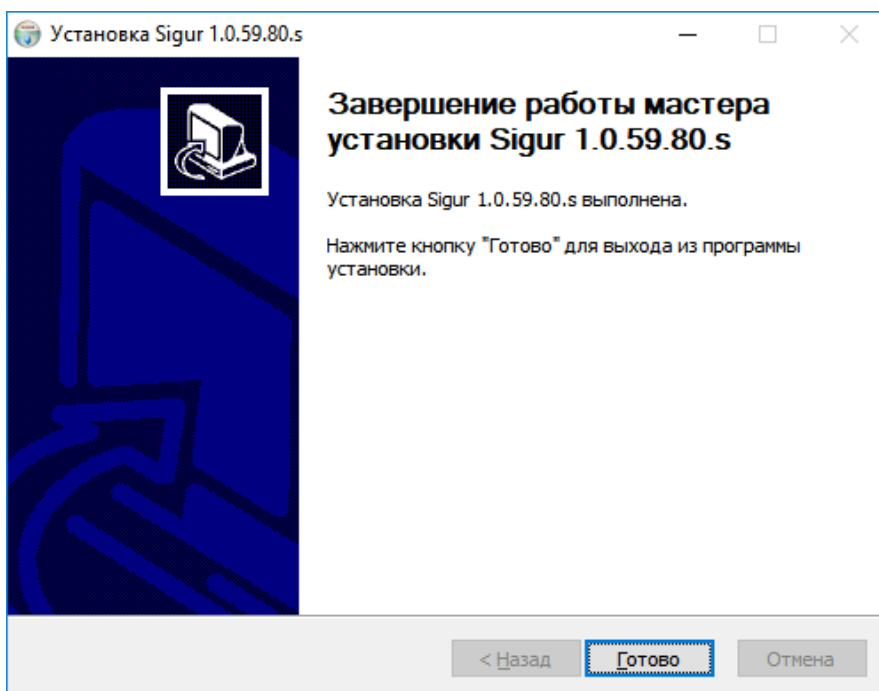 Установка Sigur 1.0.59.80.s
Завершение работы мастера
установки Sigur 1.0.59.80.s
Установка Sigur 1.0.59.80.s выполнена.
Нажмите кнопку "Готово" для выхода из программы
установки.
< Назад
Готово
Отмена